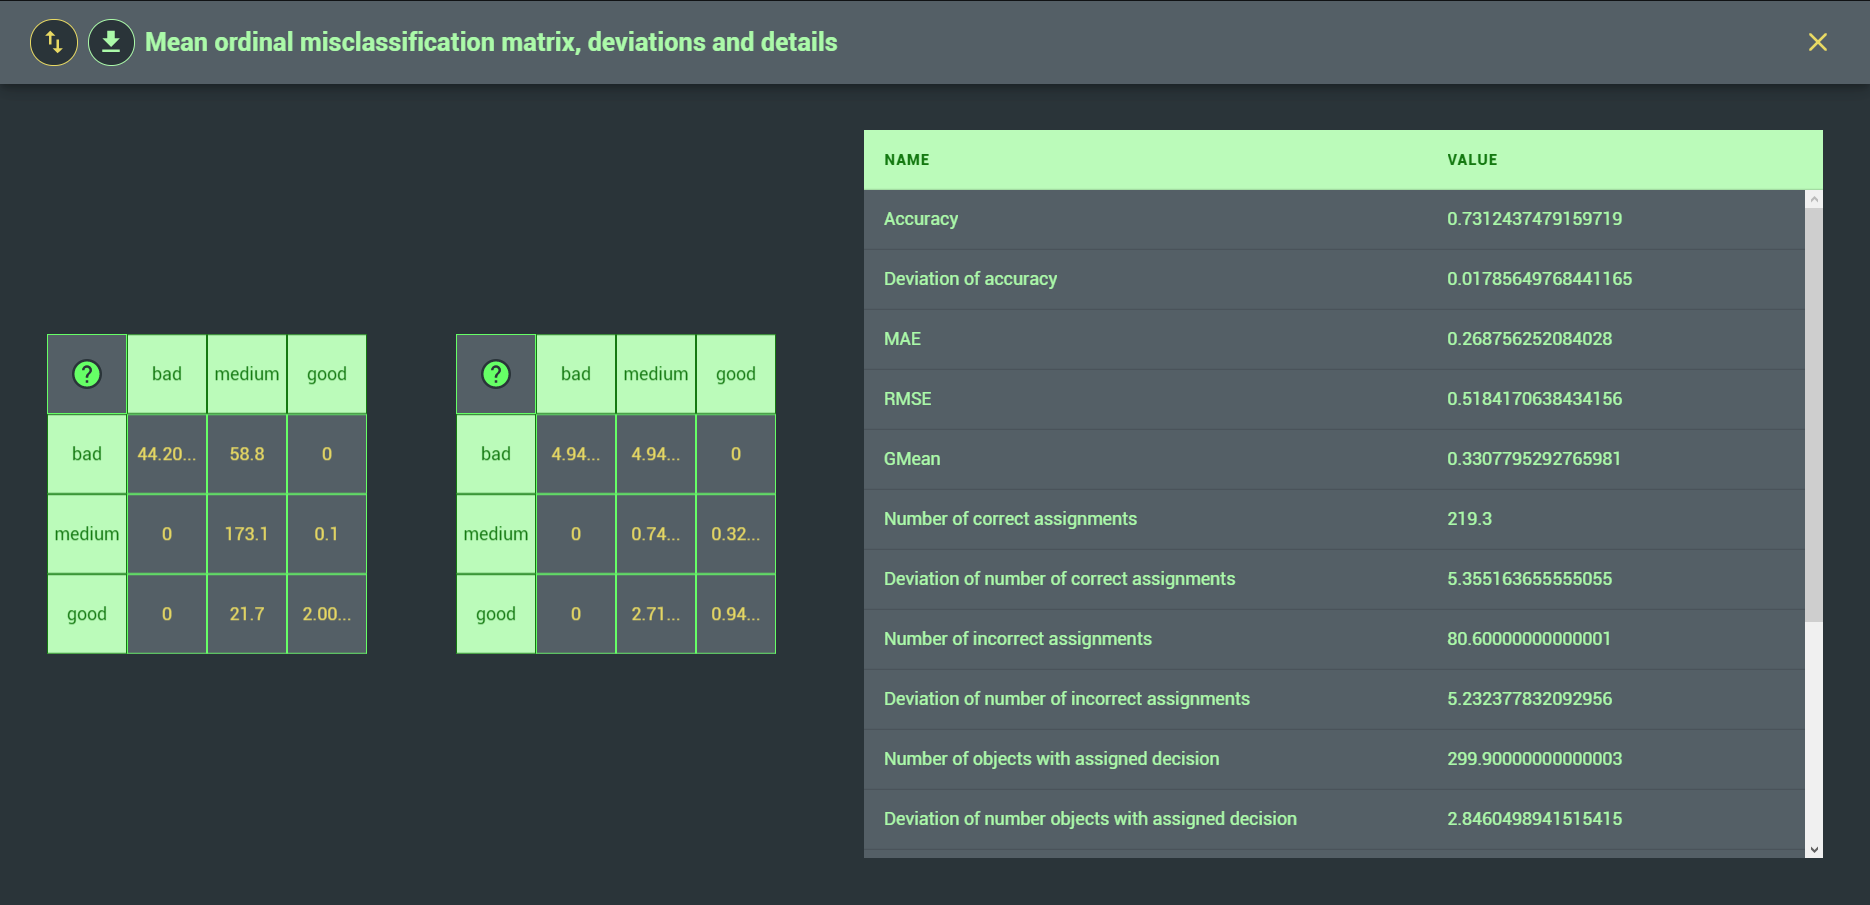 Mean ordinal misclassification matrix, deviations and details
? bad medium good
bad 44.20... 58.8 0
medium 0 173.1 0.1
good 0 21.7 2.00...
? bad medium good
bad 4.94... 4.94... 0
medium 0 0.74... 0.32...
good 0 2.71... 0.94...
NAME VALUE
Accuracy 0.7312437479159719
Deviation of accuracy 0.01785649768441165
MAE 0.268756252084028
RMSE 0.5184170638434156
GMean 0.3307795292765981
Number of correct assignments 219.3
Deviation of number of correct assignments 5.355163655555055
Number of incorrect assignments 80.60000000000001
Deviation of number of incorrect assignments 5.232377832092956
Number of objects with assigned decision 299.90000000000003
Deviation of number objects with assigned decision 2.8460498941515415